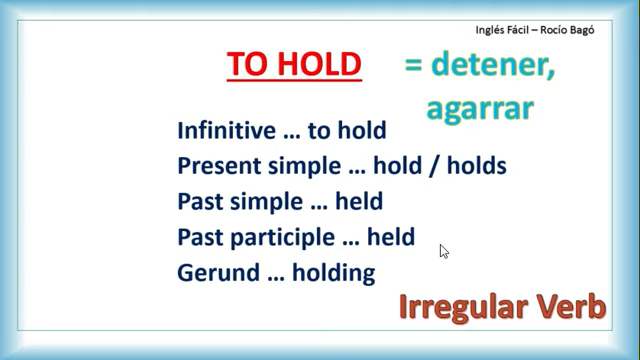 Inglés Fácil – Rocío Bagó
TO HOLD = detener,
agarrar
Infinitive ... to hold
Present simple ... hold / holds
Past simple ... held
Past participle ... held
Gerund ... holding
Irregular Verb